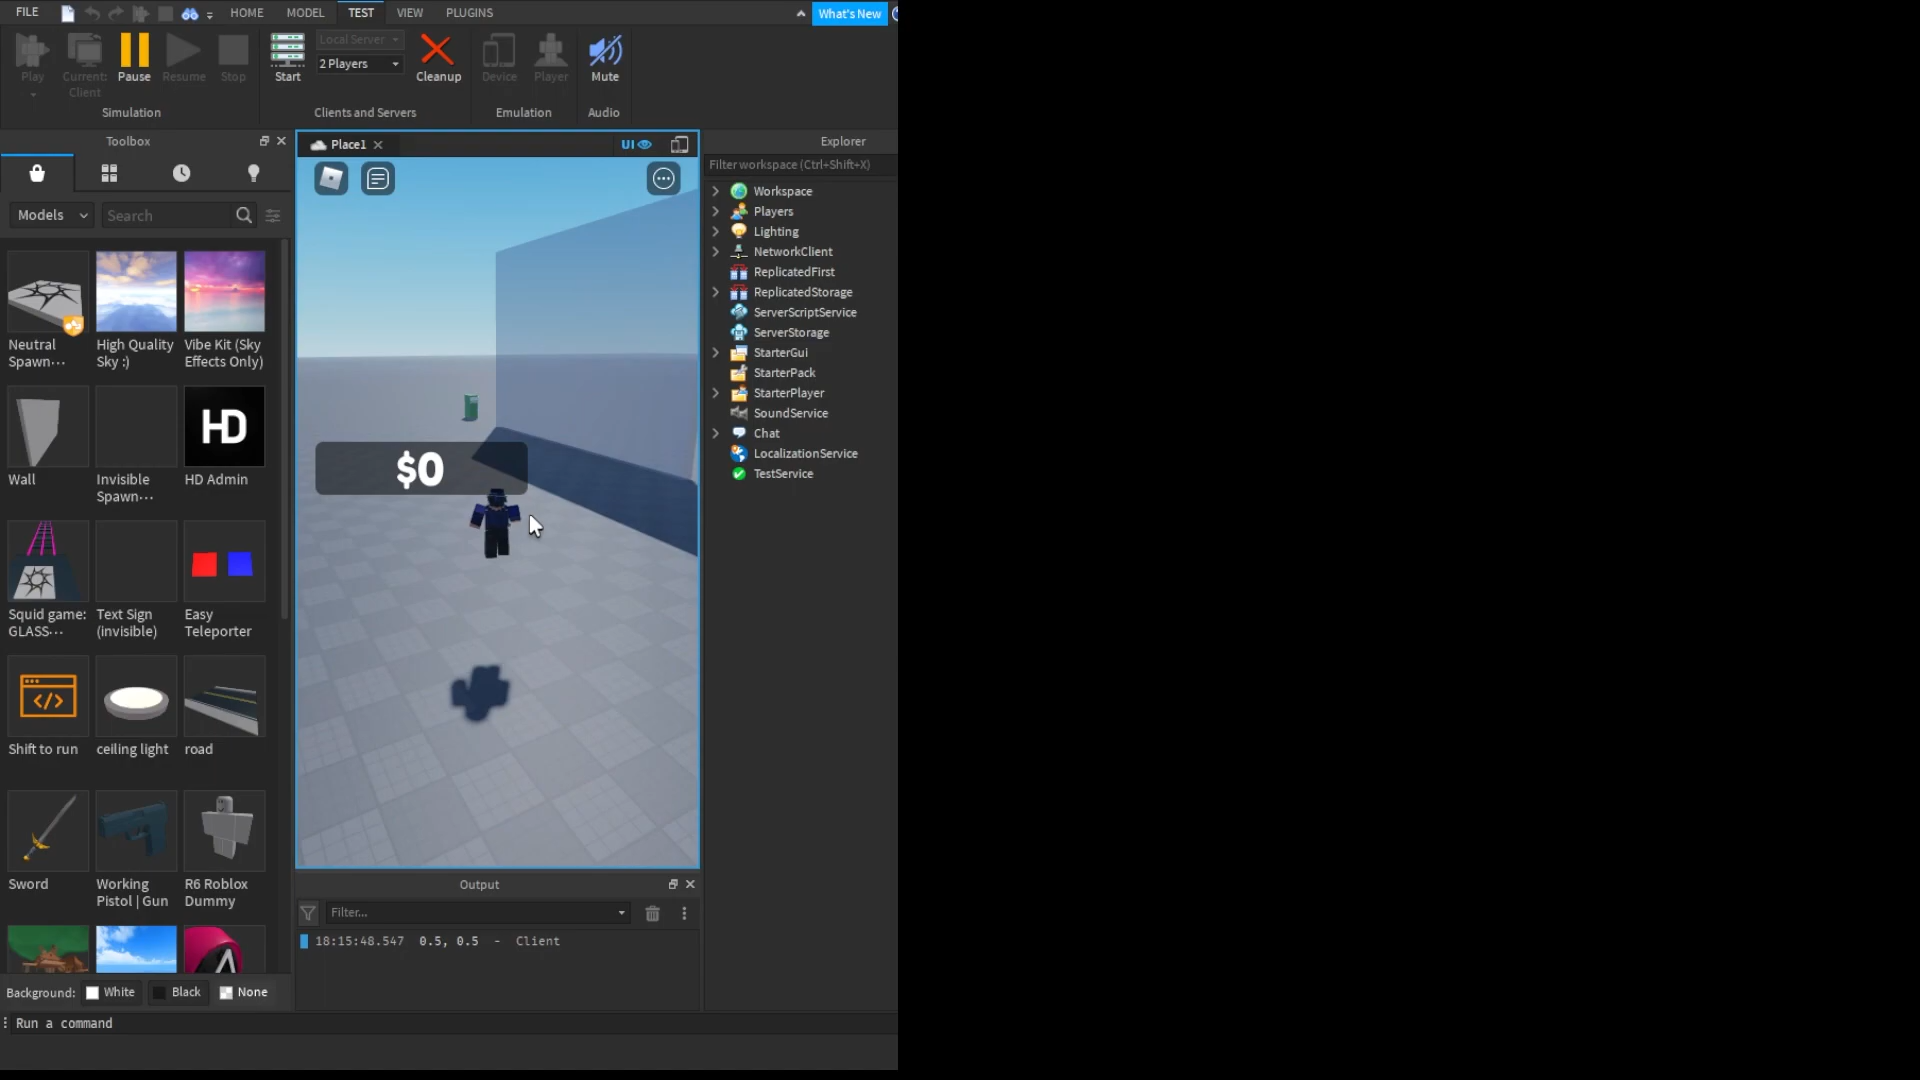 FILE
HOME
MODEL
TEST
VIEW
PLUGINS
What's New
Play
Current:
Client
Pause
Resume
Stop
Simulation
Start
Local Server
2 Players
Cleanup
Clients and Servers
Device
Player
Emulation
Mute
Audio
Toolbox
Models
Search
Neutral
Spawn···
High Quality
Sky :)
Vibe Kit (Sky
Effects Only)
Wall
Invisible
Spawn···
HD
HD Admin
Squid game:
GLASS···
Text Sign
(invisible)
Easy
Teleporter
Shift to run
ceiling light
road
Sword
Working
Pistol | Gun
R6 Roblox
Dummy
Background:
White
Black
None
Run a command
Place1
UI
$0
Output
Filter...
18:15:48.547 0.5, 0.5 - Client
Explorer
Filter workspace (Ctrl+Shift+X)
Workspace
Players
Lighting
NetworkClient
ReplicatedFirst
ReplicatedStorage
ServerScriptService
ServerStorage
StarterGui
StarterPack
StarterPlayer
SoundService
Chat
LocalizationService
TestService